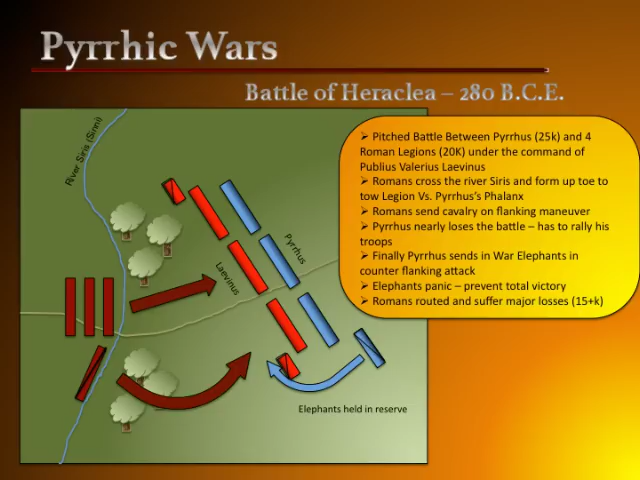 Pyrrhic Wars
Battle of Heraclea – 280 B.C.E.
River Siris (Sinni)
Pyrrhus
Laevinus
Elephants held in reserve
➢ Pitched Battle Between Pyrrhus (25k) and 4
Roman Legions (20K) under the command of
Publius Valerius Laevinus
➢ Romans cross the river Siris and form up toe to
tow Legion Vs. Pyrrhus's Phalanx
➢ Romans send cavalry on flanking maneuver
➢ Pyrrhus nearly loses the battle – has to rally his
troops
➢ Finally Pyrrhus sends in War Elephants in
counter flanking attack
➢ Elephants panic – prevent total victory
➢ Romans routed and suffer major losses (15+k)